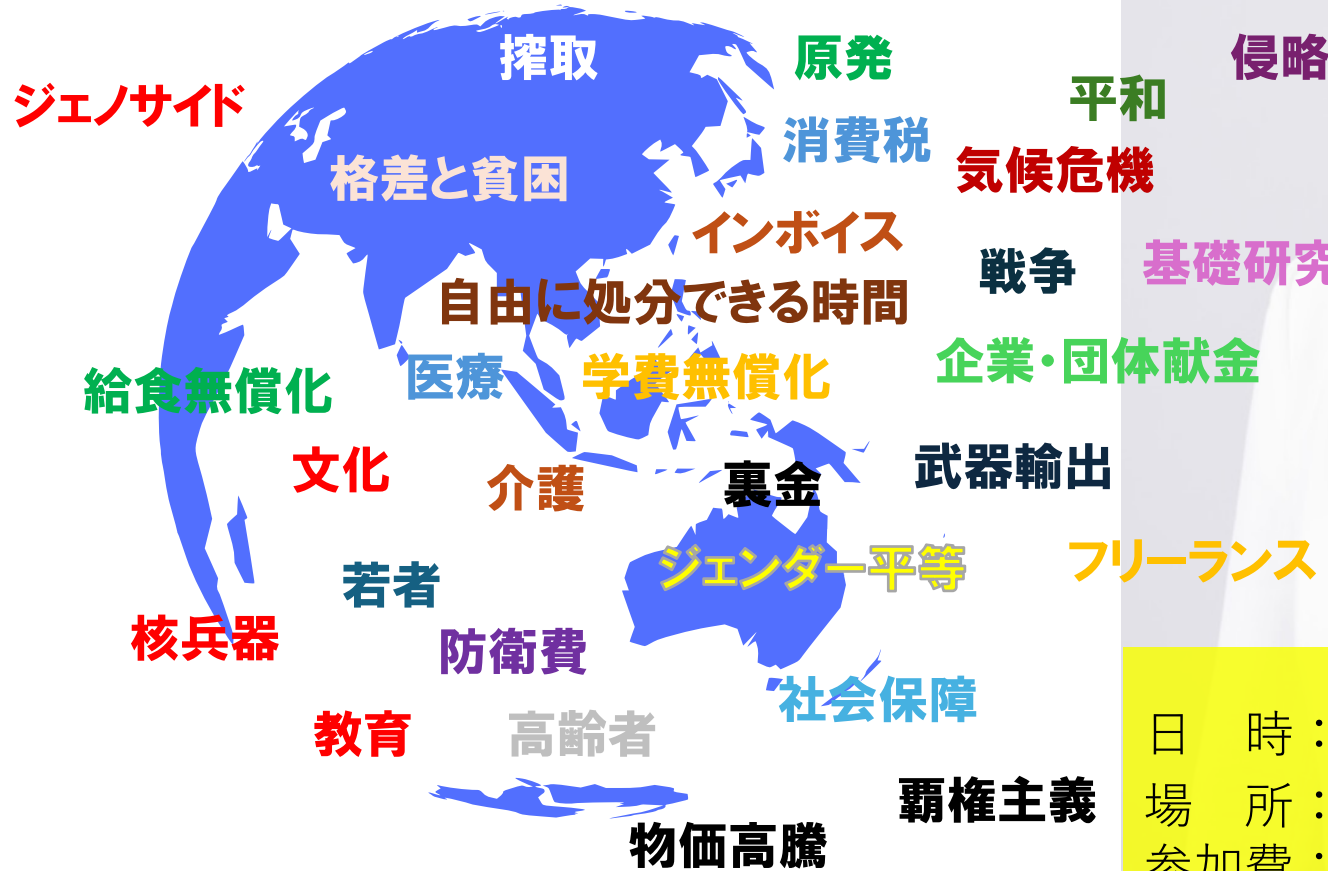 搾取
原発
侵略
ジェノサイド
平和
消費税
気候危機
格差と貧困
インボイス
戦争
基礎研究
自由に処分できる時間
企業・団体献金
医療
学費無償化
給食無償化
文化
介護
裏金
武器輸出
ジェンダー平等
フリーランス
若者
核兵器
防衛費
社会保障
教育
高齢者
日　時：
場　所：
覇権主義
物価高騰
参加費：